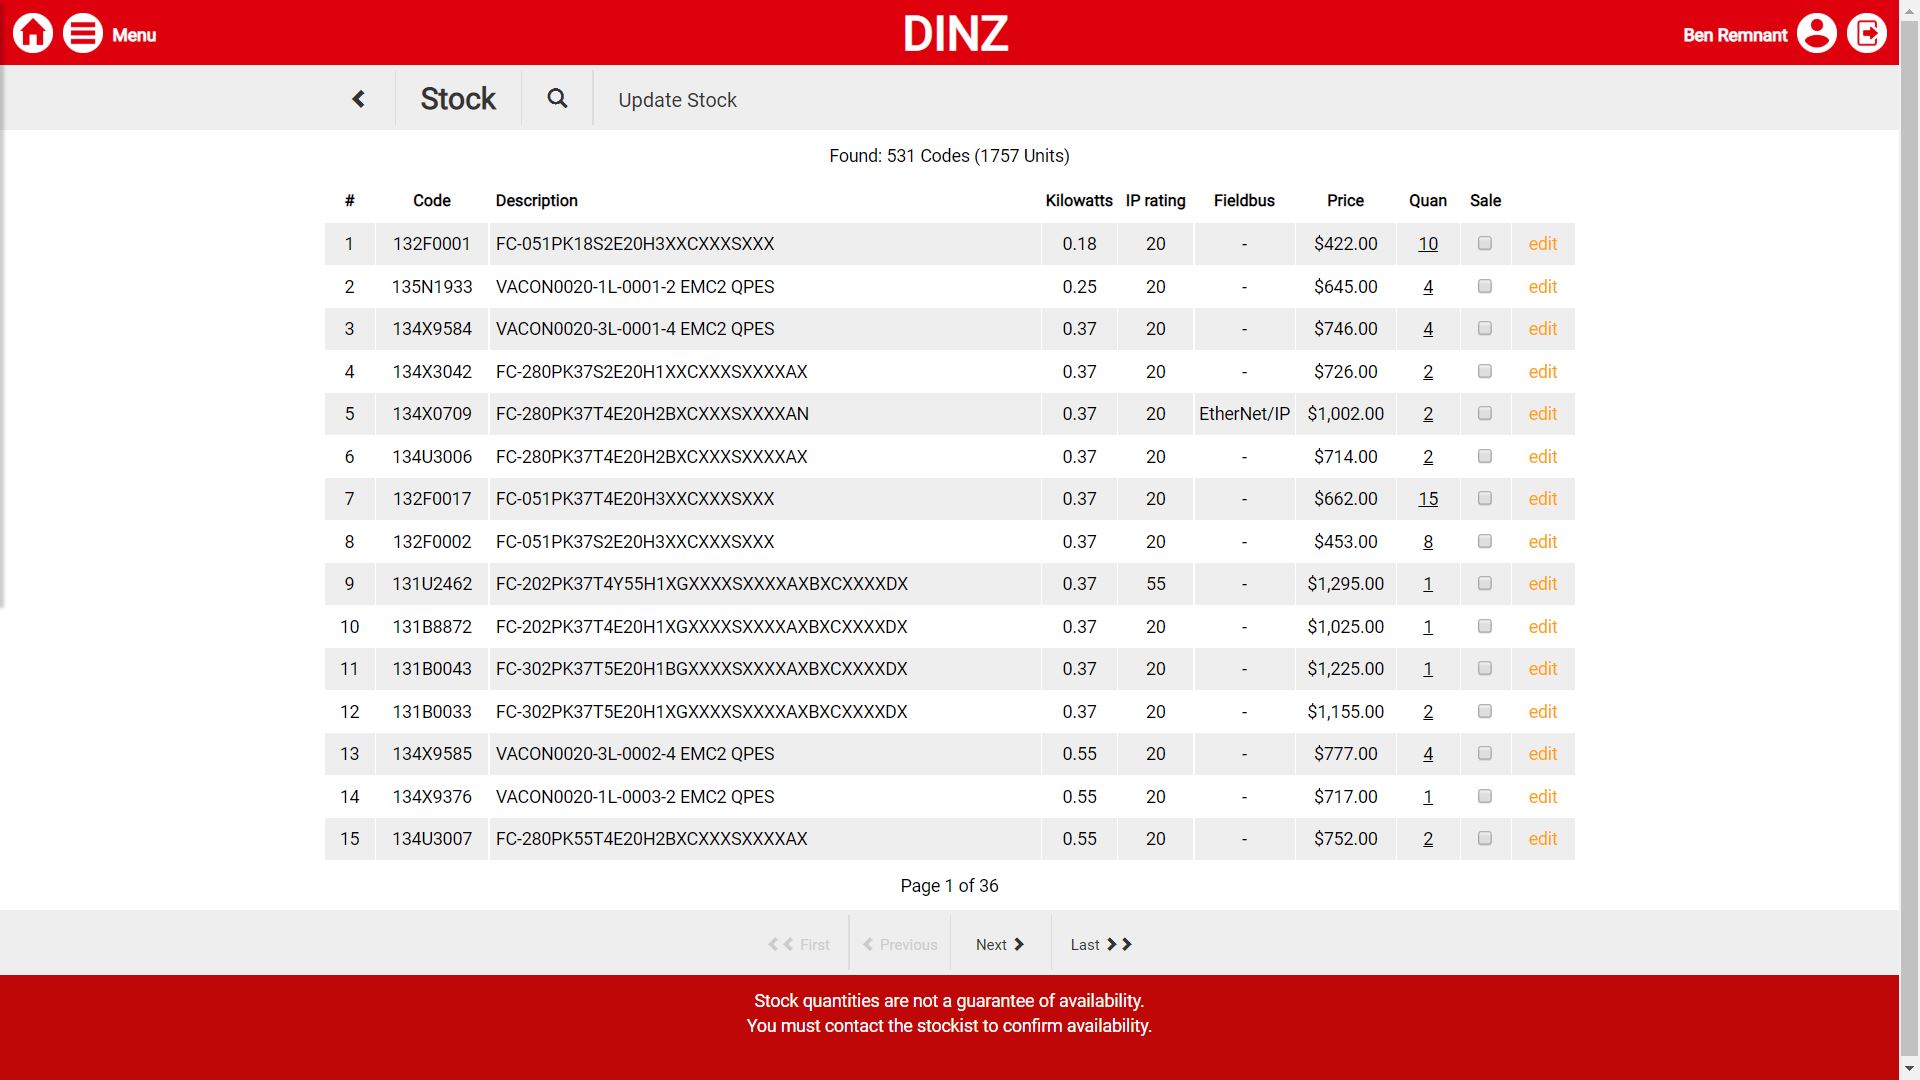 Menu
DINZ
Ben Remnant
Stock
Update Stock
Found: 531 Codes (1757 Units)
# Code Description Kilowatts IP rating Fieldbus Price Quan Sale
1 132F0001 FC-051PK18S2E20H3XXCXXXSXXX 0.18 20 - $422.00 10 edit
2 135N1933 VACON0020-1L-0001-2 EMC2 QPES 0.25 20 - $645.00 4 edit
3 134X9584 VACON0020-3L-0001-4 EMC2 QPES 0.37 20 - $746.00 4 edit
4 134X3042 FC-280PK37S2E20H1XXCXXXSXXXXAX 0.37 20 - $726.00 2 edit
5 134X0709 FC-280PK37T4E20H2BXCXXXSXXXXAN 0.37 20 EtherNet/IP $1,002.00 2 edit
6 134U3006 FC-280PK37T4E20H2BXCXXXSXXXXAX 0.37 20 - $714.00 2 edit
7 132F0017 FC-051PK37T4E20H3XXCXXXSXXX 0.37 20 - $662.00 15 edit
8 132F0002 FC-051PK37S2E20H3XXCXXXSXXX 0.37 20 - $453.00 8 edit
9 131U2462 FC-202PK37T4Y55H1XGXXXXSXXXXAXBXCXXXXDX 0.37 55 - $1,295.00 1 edit
10 131B8872 FC-202PK37T4E20H1XGXXXXSXXXXAXBXCXXXXDX 0.37 20 - $1,025.00 1 edit
11 131B0043 FC-302PK37T5E20H1BGXXXXSXXXXAXBXCXXXXDX 0.37 20 - $1,225.00 1 edit
12 131B0033 FC-302PK37T5E20H1XGXXXXSXXXXAXBXCXXXXDX 0.37 20 - $1,155.00 2 edit
13 134X9585 VACON0020-3L-0002-4 EMC2 QPES 0.55 20 - $777.00 4 edit
14 134X9376 VACON0020-1L-0003-2 EMC2 QPES 0.55 20 - $717.00 1 edit
15 134U3007 FC-280PK55T4E20H2BXCXXXSXXXXAX 0.55 20 - $752.00 2 edit
Page 1 of 36
First Previous Next Last
Stock quantities are not a guarantee of availability.
You must contact the stockist to confirm availability.